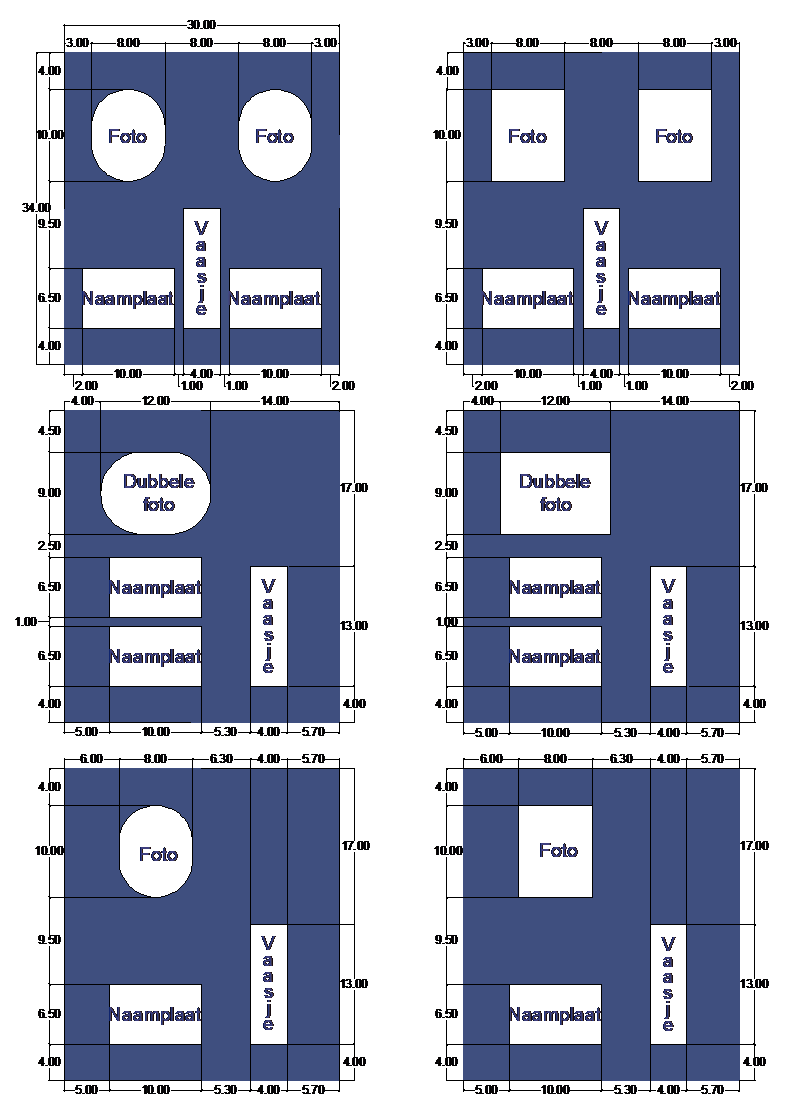 30.00
3.00 8.00 8.00 8.00 3.00
3.00 8.00 8.00 8.00 3.00
4.00
4.00
10.00
Foto
Foto
10.00
Foto
Foto
34.00
9.50
9.50
V
a
a
s
j
e
V
a
a
s
j
e
6.50
Naamplaat
Naamplaat
6.50
Naamplaat
Naamplaat
4.00
4.00
10.00 4.00 10.00
10.00 4.00 10.00
2.00 1.00 1.00 2.00
2.00 1.00 1.00 2.00
4.00 12.00 14.00
4.00 12.00 14.00
4.50
4.50
9.00
Dubbele
foto
17.00
9.00
Dubbele
foto
17.00
2.50
2.50
6.50
Naamplaat
6.50
Naamplaat
V
a
a
s
j
e
V
a
a
s
j
e
1.00
13.00
1.00
13.00
6.50
Naamplaat
6.50
Naamplaat
4.00
4.00
4.00
4.00
5.00 10.00 5.30 4.00 5.70
5.00 10.00 5.30 4.00 5.70
6.00 8.00 6.30 4.00 5.70
6.00 8.00 6.30 4.00 5.70
4.00
4.00
10.00
Foto
17.00
10.00
Foto
17.00
9.50
9.50
V
a
a
s
j
e
V
a
a
s
j
e
13.00
13.00
6.50
Naamplaat
6.50
Naamplaat
4.00
4.00
4.00
4.00
5.00 10.00 5.30 4.00 5.70
5.00 10.00 5.30 4.00 5.70